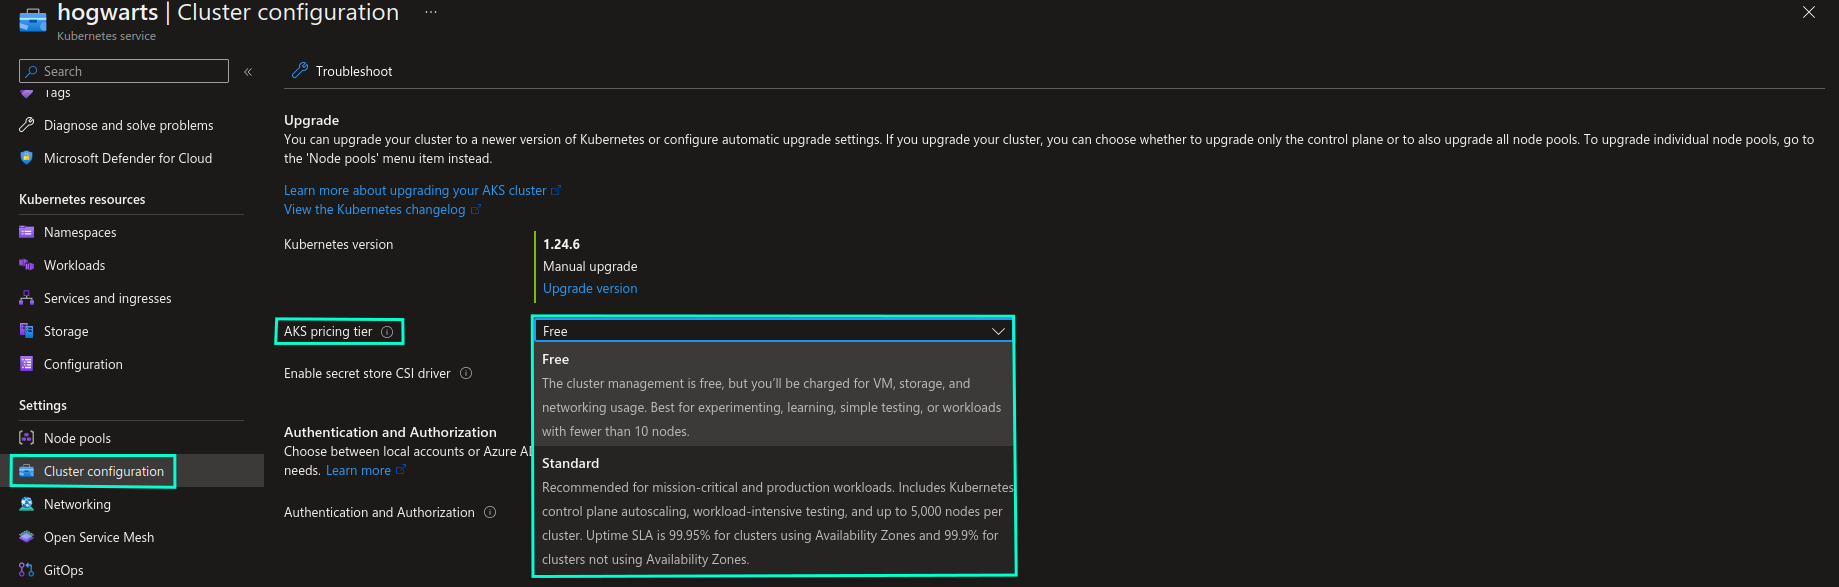 hogwarts | Cluster configuration ...
Kubernetes service
Search
«
Troubleshoot
Tags
Diagnose and solve problems
Microsoft Defender for Cloud
Kubernetes resources
Namespaces
Workloads
Services and ingresses
Storage
Configuration
Settings
Node pools
Cluster configuration
Networking
Open Service Mesh
GitOps
Upgrade
You can upgrade your cluster to a newer version of Kubernetes or configure automatic upgrade settings. If you upgrade your cluster, you can choose whether to upgrade only the control plane or to also upgrade all node pools. To upgrade individual node pools, go to
the 'Node pools' menu item instead.
Learn more about upgrading your AKS cluster
View the Kubernetes changelog
Kubernetes version
1.24.6
Manual upgrade
Upgrade version
AKS pricing tier
Free
Free
The cluster management is free, but you'll be charged for VM, storage, and
networking usage. Best for experimenting, learning, simple testing, or workloads
with fewer than 10 nodes.
Standard
Recommended for mission-critical and production workloads. Includes Kubernetes
control plane autoscaling, workload-intensive testing, and up to 5,000 nodes per
cluster. Uptime SLA is 99.95% for clusters using Availability Zones and 99.9% for
clusters not using Availability Zones.
Enable secret store CSI driver
Authentication and Authorization
Choose between local accounts or Azure
needs. Learn more
Authentication and Authorization